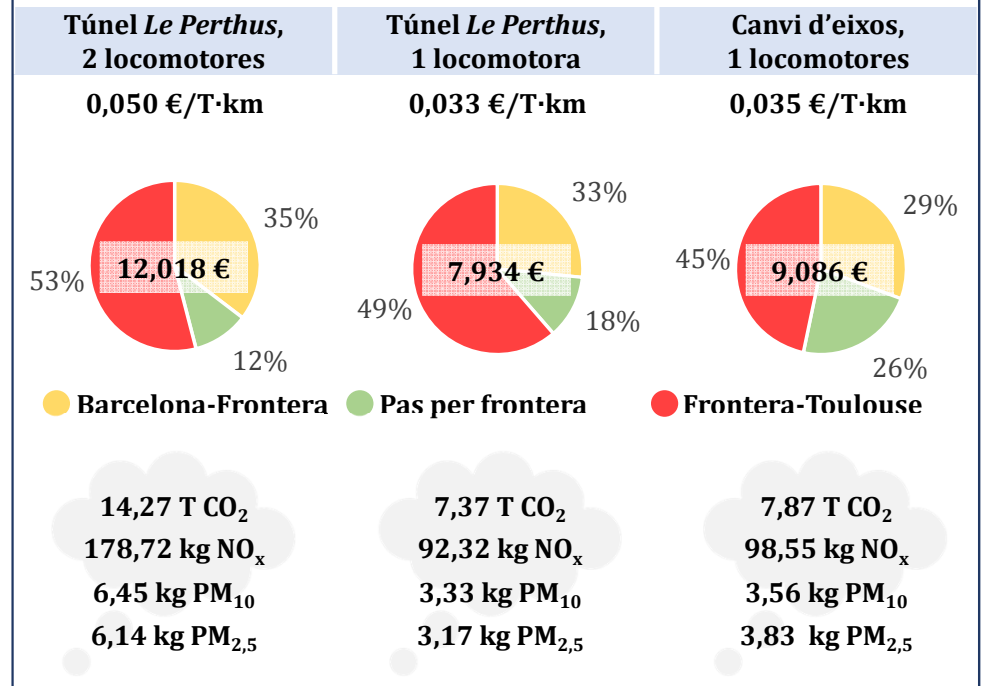 Túnel Le Perthus,
2 locomotores
Túnel Le Perthus,
1 locomotora
Canvi d'eixos,
1 locomotores
0,050 €/T·km
0,033 €/T·km
0,035 €/T·km
35%
12,018 €
53%
12%
33%
7,934 €
49%
18%
29%
45%
9,086 €
26%
Barcelona-Frontera
Pas per frontera
Frontera-Toulouse
14,27 T CO₂
178,72 kg NOₓ
6,45 kg PM₁₀
6,14 kg PM₂,₅
7,37 T CO₂
92,32 kg NOₓ
3,33 kg PM₁₀
3,17 kg PM₂,₅
7,87 T CO₂
98,55 kg NOₓ
3,56 kg PM₁₀
3,83 kg PM₂,₅